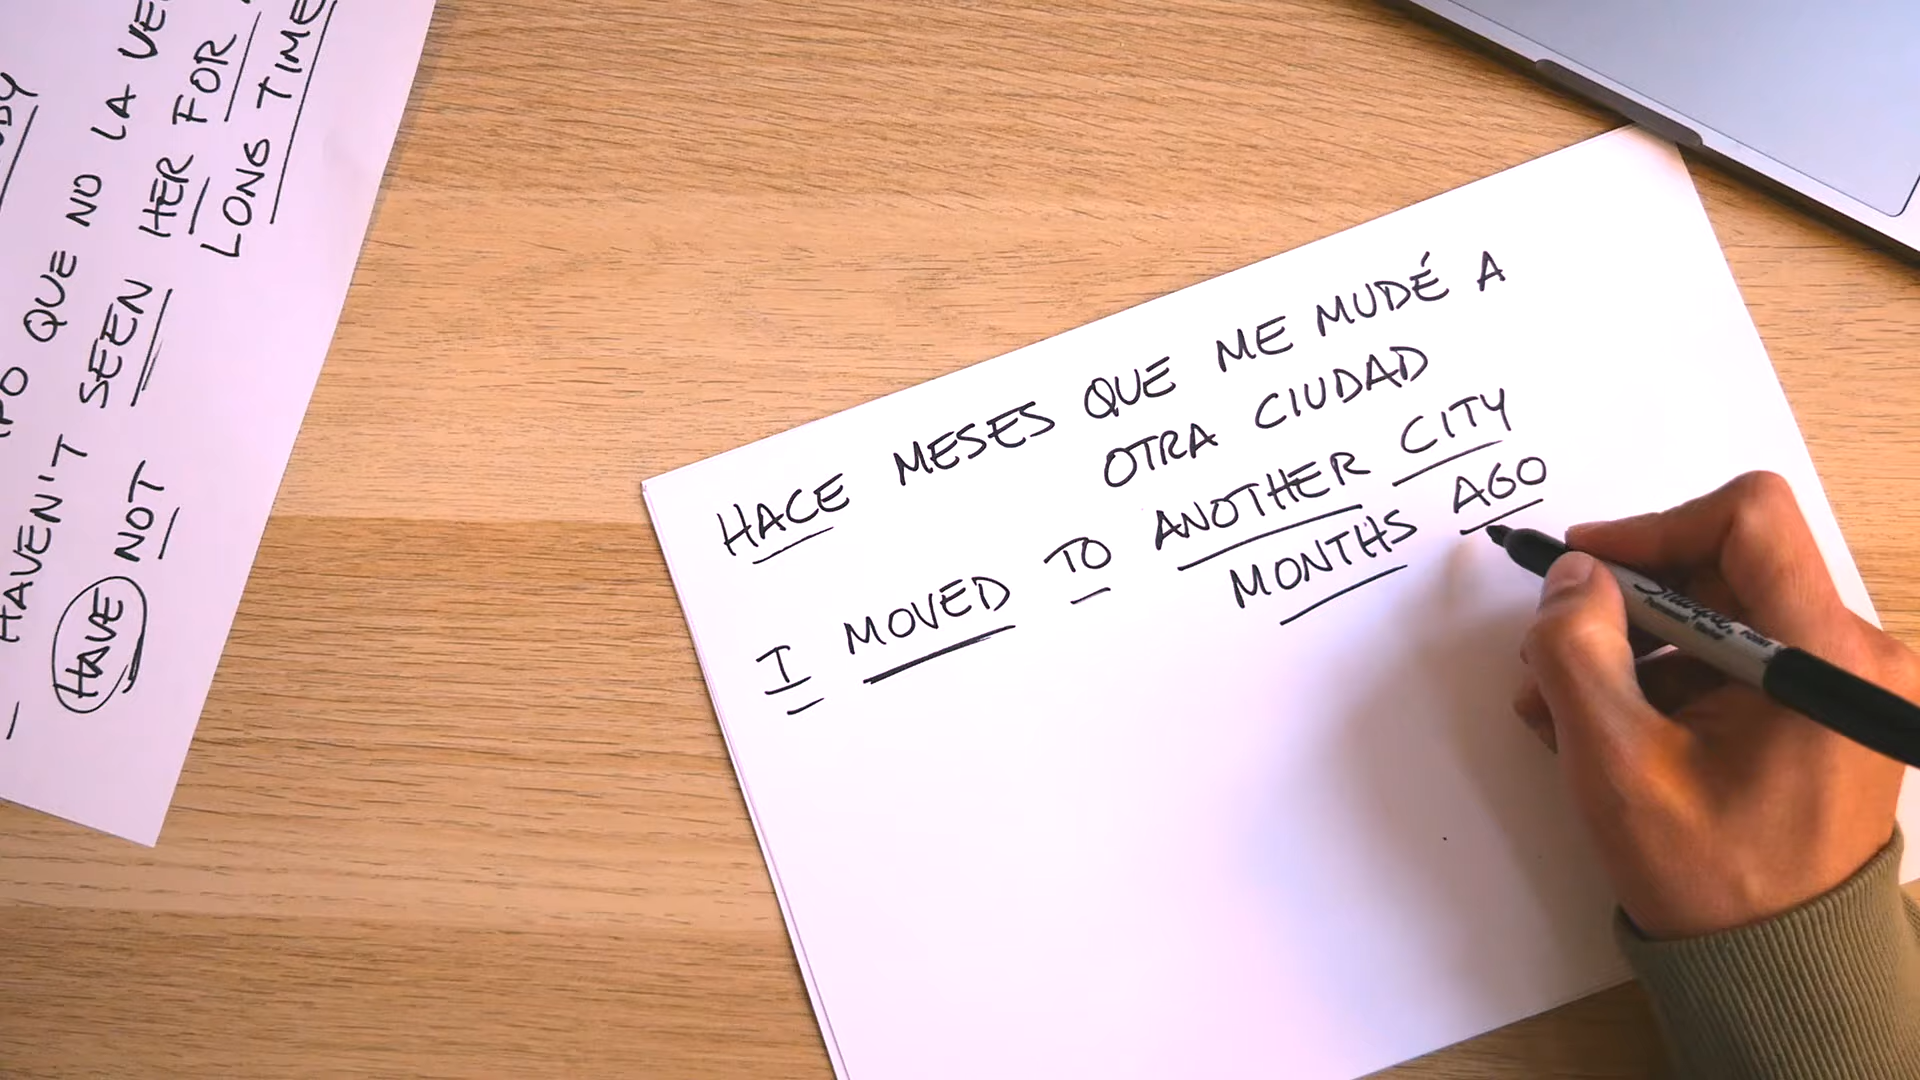 QUE NO LA
HAVEN'T SEEN HER FOR
HAVE NOT LONG TIME
HACE MESES QUE ME MUDÉ A
OTRA CIUDAD
I MOVED TO ANOTHER CITY
MONTHS AGO
Sharpie